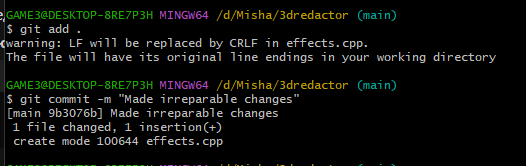 GAME3@DESKTOP-8RE7P3H MINGW64 /d/Misha/3dredactor (main)
$ git add .
warning: LF will be replaced by CRLF in effects.cpp.
The file will have its original line endings in your working directory
GAME3@DESKTOP-8RE7P3H MINGW64 /d/Misha/3dredactor (main)
$ git commit -m "Made irreparable changes"
[main 9b3076b] Made irreparable changes
 1 file changed, 1 insertion(+)
 create mode 100644 effects.cpp